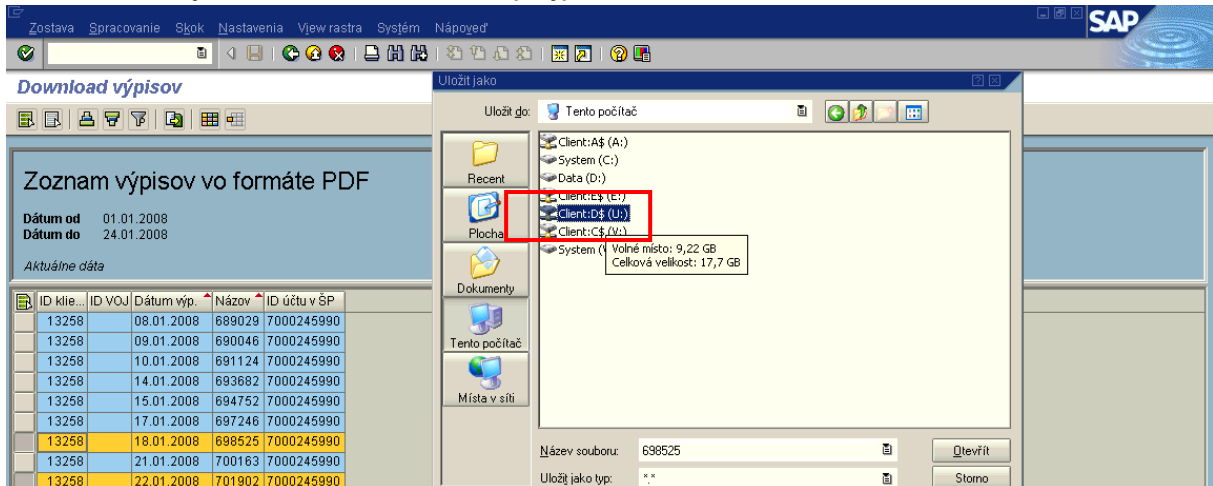 Zostava Spracovanie Skok Nastavenia View rastra Systém Nápoveď
SAP
Download výpisov
Zoznam výpisov vo formáte PDF
Dátum od 01.01.2008
Dátum do 24.01.2008
Aktuálne dáta
ID klie... ID VOJ Dátum výp. Názov ID účtu v ŠP
13258 08.01.2008 689029 7000245990
13258 09.01.2008 690046 7000245990
13258 10.01.2008 691124 7000245990
13258 14.01.2008 693682 7000245990
13258 15.01.2008 694752 7000245990
13258 17.01.2008 697246 7000245990
13258 18.01.2008 698525 7000245990
13258 21.01.2008 700163 7000245990
13258 22.01.2008 701902 7000245990
Uložit jako
Uložit do: Tento počítač
Recent
Plocha
Dokumenty
Tento počítač
Místa v síti
Client:A$ (A:)
System (C:)
Data (D:)
Client:E$ (E:)
Client:D$ (U:)
Client:C$ (V:)
System (
Volné místo: 9,22 GB
Celková velikost: 17,7 GB
Název souboru: 698525 Otevřít
Uložit jako typ: *.* Storno